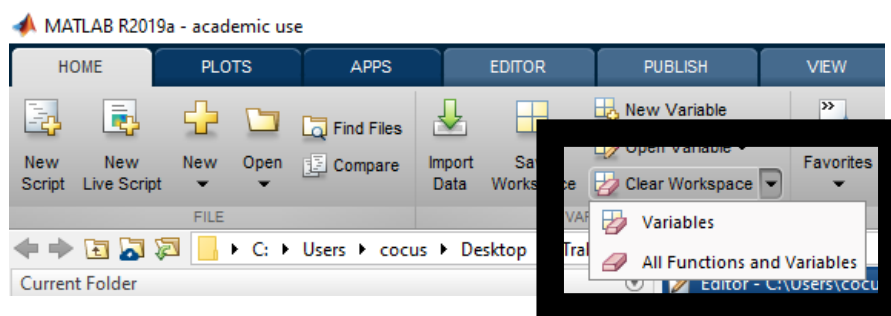 MATLAB R2019a - academic use
HOME PLOTS APPS EDITOR PUBLISH VIEW
New Script
New Live Script
New
Open
Find Files
Compare
Import Data
New Variable
Open Variable
Clear Workspace
Favorites
FILE
Variables
All Functions and Variables
C: Users cocus Desktop
Current Folder
Editor - C:\Users\cocu